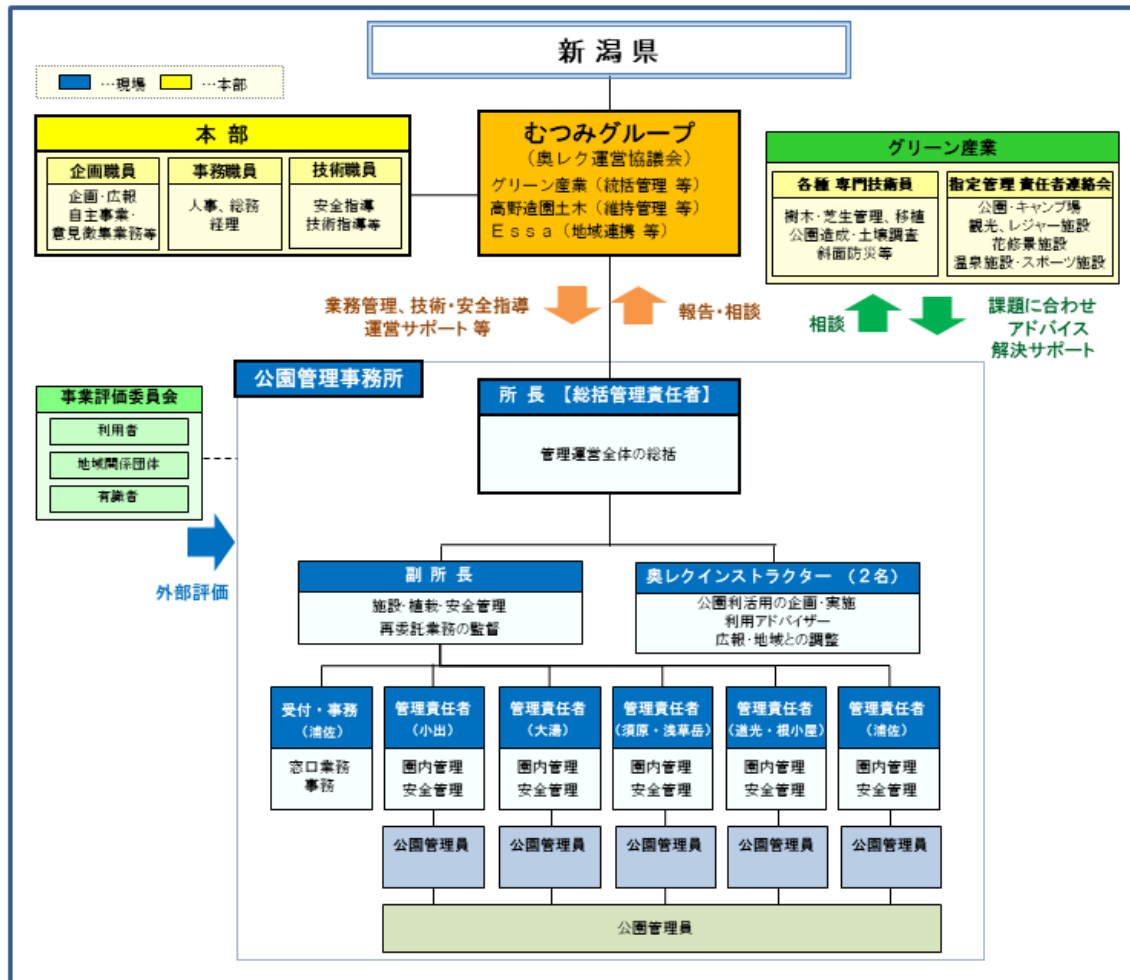 新潟県
…現場 …本部
本部
企画職員
企画・広報
自主事業・
意見徴集業務等
事務職員
人事、総務
経理
技術職員
安全指導
技術指導等
むつみグループ
（奥レク運営協議会）
グリーン産業（統括管理 等）
高野造園土木（維持管理 等）
Ｅｓｓａ（地域連携 等）
グリーン産業
各種 専門技術員
樹木・芝生管理、移植
公園造成・土壌調査
斜面防災等
指定管理 責任者連絡会
公園・キャンプ場
観光、レジャー施設
花修景施設
温泉施設・スポーツ施設
業務管理、技術・安全指導
運営サポート 等
報告・相談
相談
課題に合わせ
アドバイス
解決サポート
公園管理事務所
事業評価委員会
利用者
地域関係団体
有識者
外部評価
所長 【総括管理責任者】
管理運営全体の総括
副所長
施設・植栽・安全管理
再委託業務の監督
奥レクインストラクター （２名）
公園利活用の企画・実施
利用アドバイザー
広報・地域との調整
受付・事務
（浦佐）
窓口業務
事務
管理責任者
（小出）
園内管理
安全管理
管理責任者
（大湯）
園内管理
安全管理
管理責任者
（須原・浅草岳）
園内管理
安全管理
管理責任者
（道光・根小屋）
園内管理
安全管理
管理責任者
（浦佐）
園内管理
安全管理
公園管理員
公園管理員
公園管理員
公園管理員
公園管理員
公園管理員